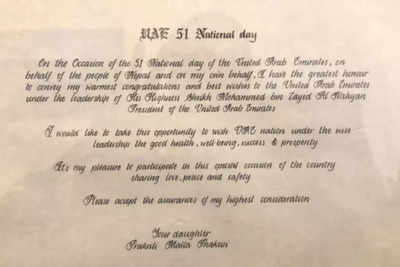 UAE 51 National day
On the Occasion of the 51 National day of the United Arab Emirates, on
behalf of the people of Nepal and on my own behalf, I have the greatest honour
to convey my warmest congratulations and best wishes to the United Arab Emirates
under the leadership of His Highness Sheikh Mohammed bin Zayed Al Nahyan
President of the United Arab Emirates
I would like to take this opportunity to wish UAE nation under the wise
leadership the good health, well-being, success & prosperity
It's my pleasure to participate in this special occasion of the country
sharing love, peace and safety
Please accept the assurances of my highest consideration
Your daughter
Malla